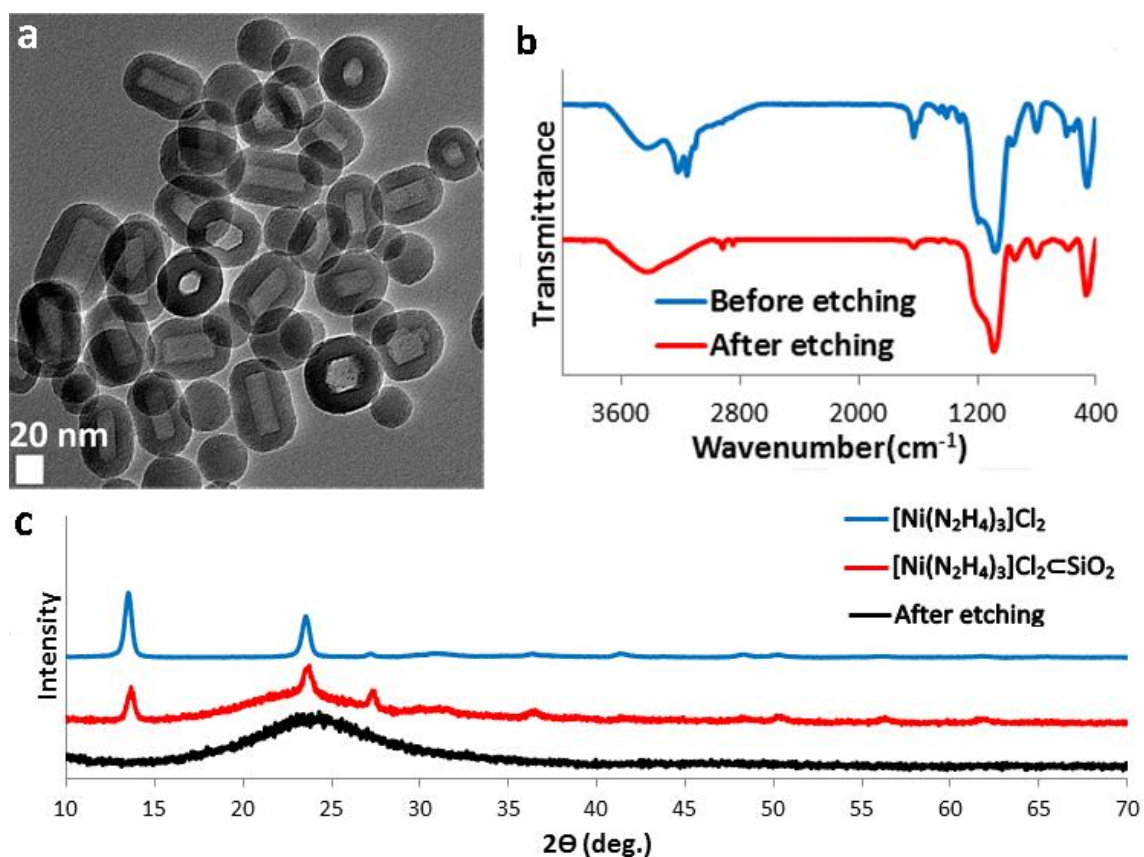 a
20 nm
b
Transmittance
Before etching
After etching
3600 2800 2000 1200 400
Wavenumber(cm⁻¹)
c
[Ni(N₂H₄)₃]Cl₂
[Ni(N₂H₄)₃]Cl₂⊂SiO₂
After etching
Intensity
10 15 20 25 30 35 40 45 50 55 60 65 70
2Θ (deg.)